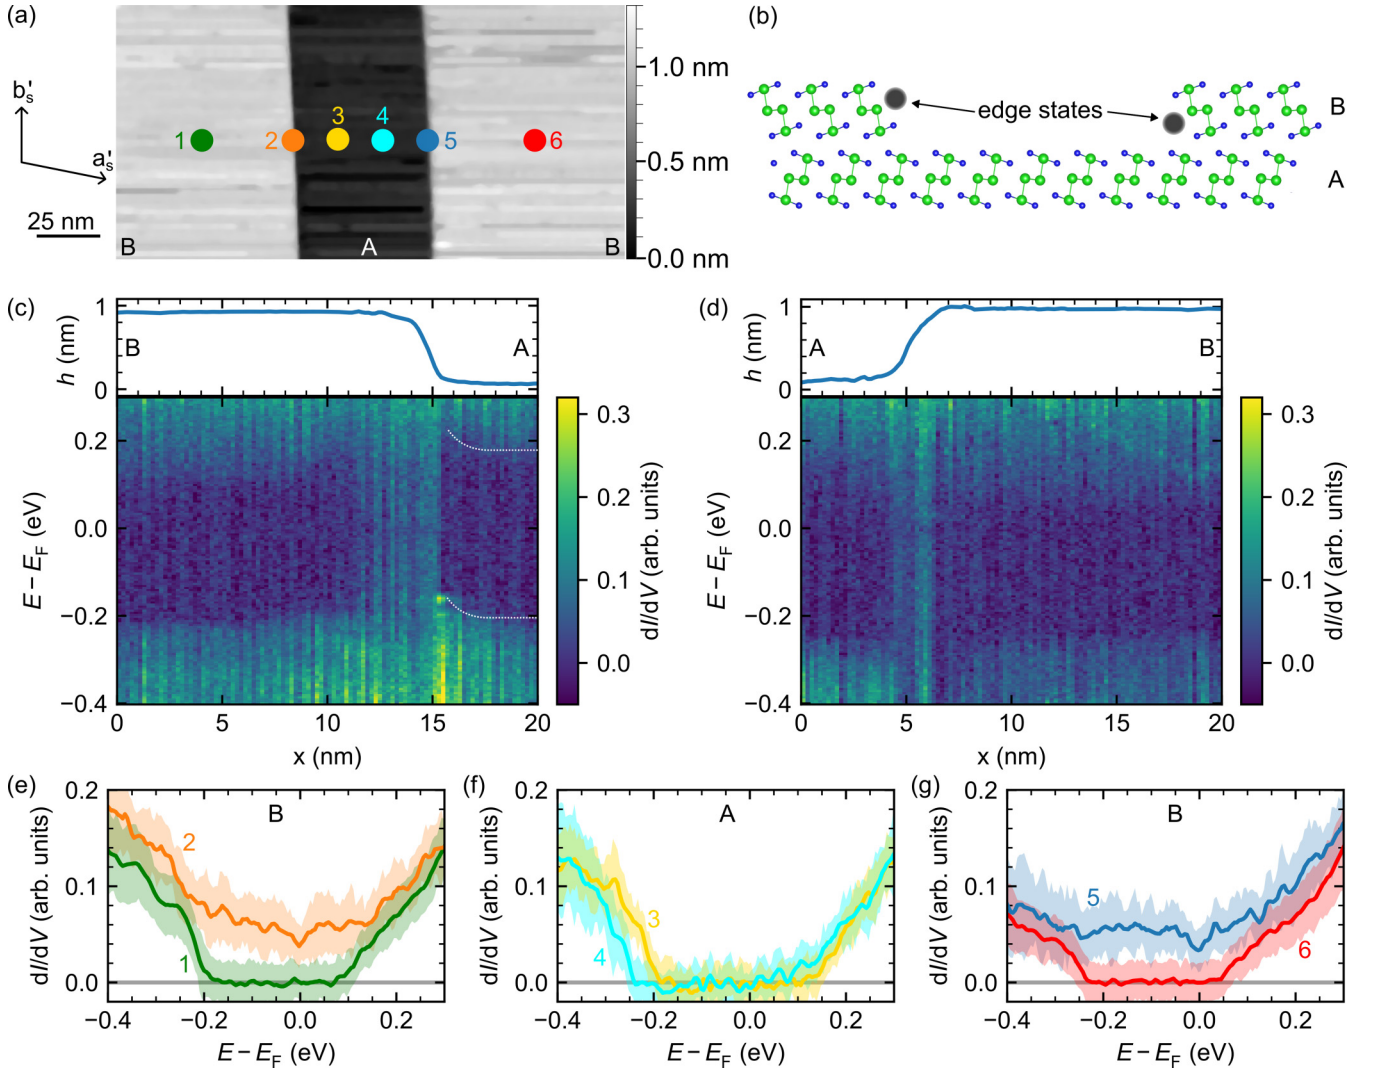 (a)
b's
a's
25 nm
1
2
3
4
5
6
B
A
B
1.0 nm
0.5 nm
0.0 nm
(b)
edge states
B
A
(c)
h (nm)
1
0
B
A
E − EF (eV)
0.2
0.0
−0.2
−0.4
0
5
10
15
20
x (nm)
0.3
0.2
0.1
0.0
dI/dV (arb. units)
(d)
h (nm)
1
0
A
B
E − EF (eV)
0.2
0.0
−0.2
−0.4
0
5
10
15
20
x (nm)
0.3
0.2
0.1
0.0
dI/dV (arb. units)
(e)
B
dI/dV (arb. units)
0.2
0.1
0.0
2
1
−0.4
−0.2
0.0
0.2
E − EF (eV)
(f)
A
dI/dV (arb. units)
0.2
0.1
0.0
3
4
−0.4
−0.2
0.0
0.2
E − EF (eV)
(g)
B
dI/dV (arb. units)
0.2
0.1
0.0
5
6
−0.4
−0.2
0.0
0.2
E − EF (eV)